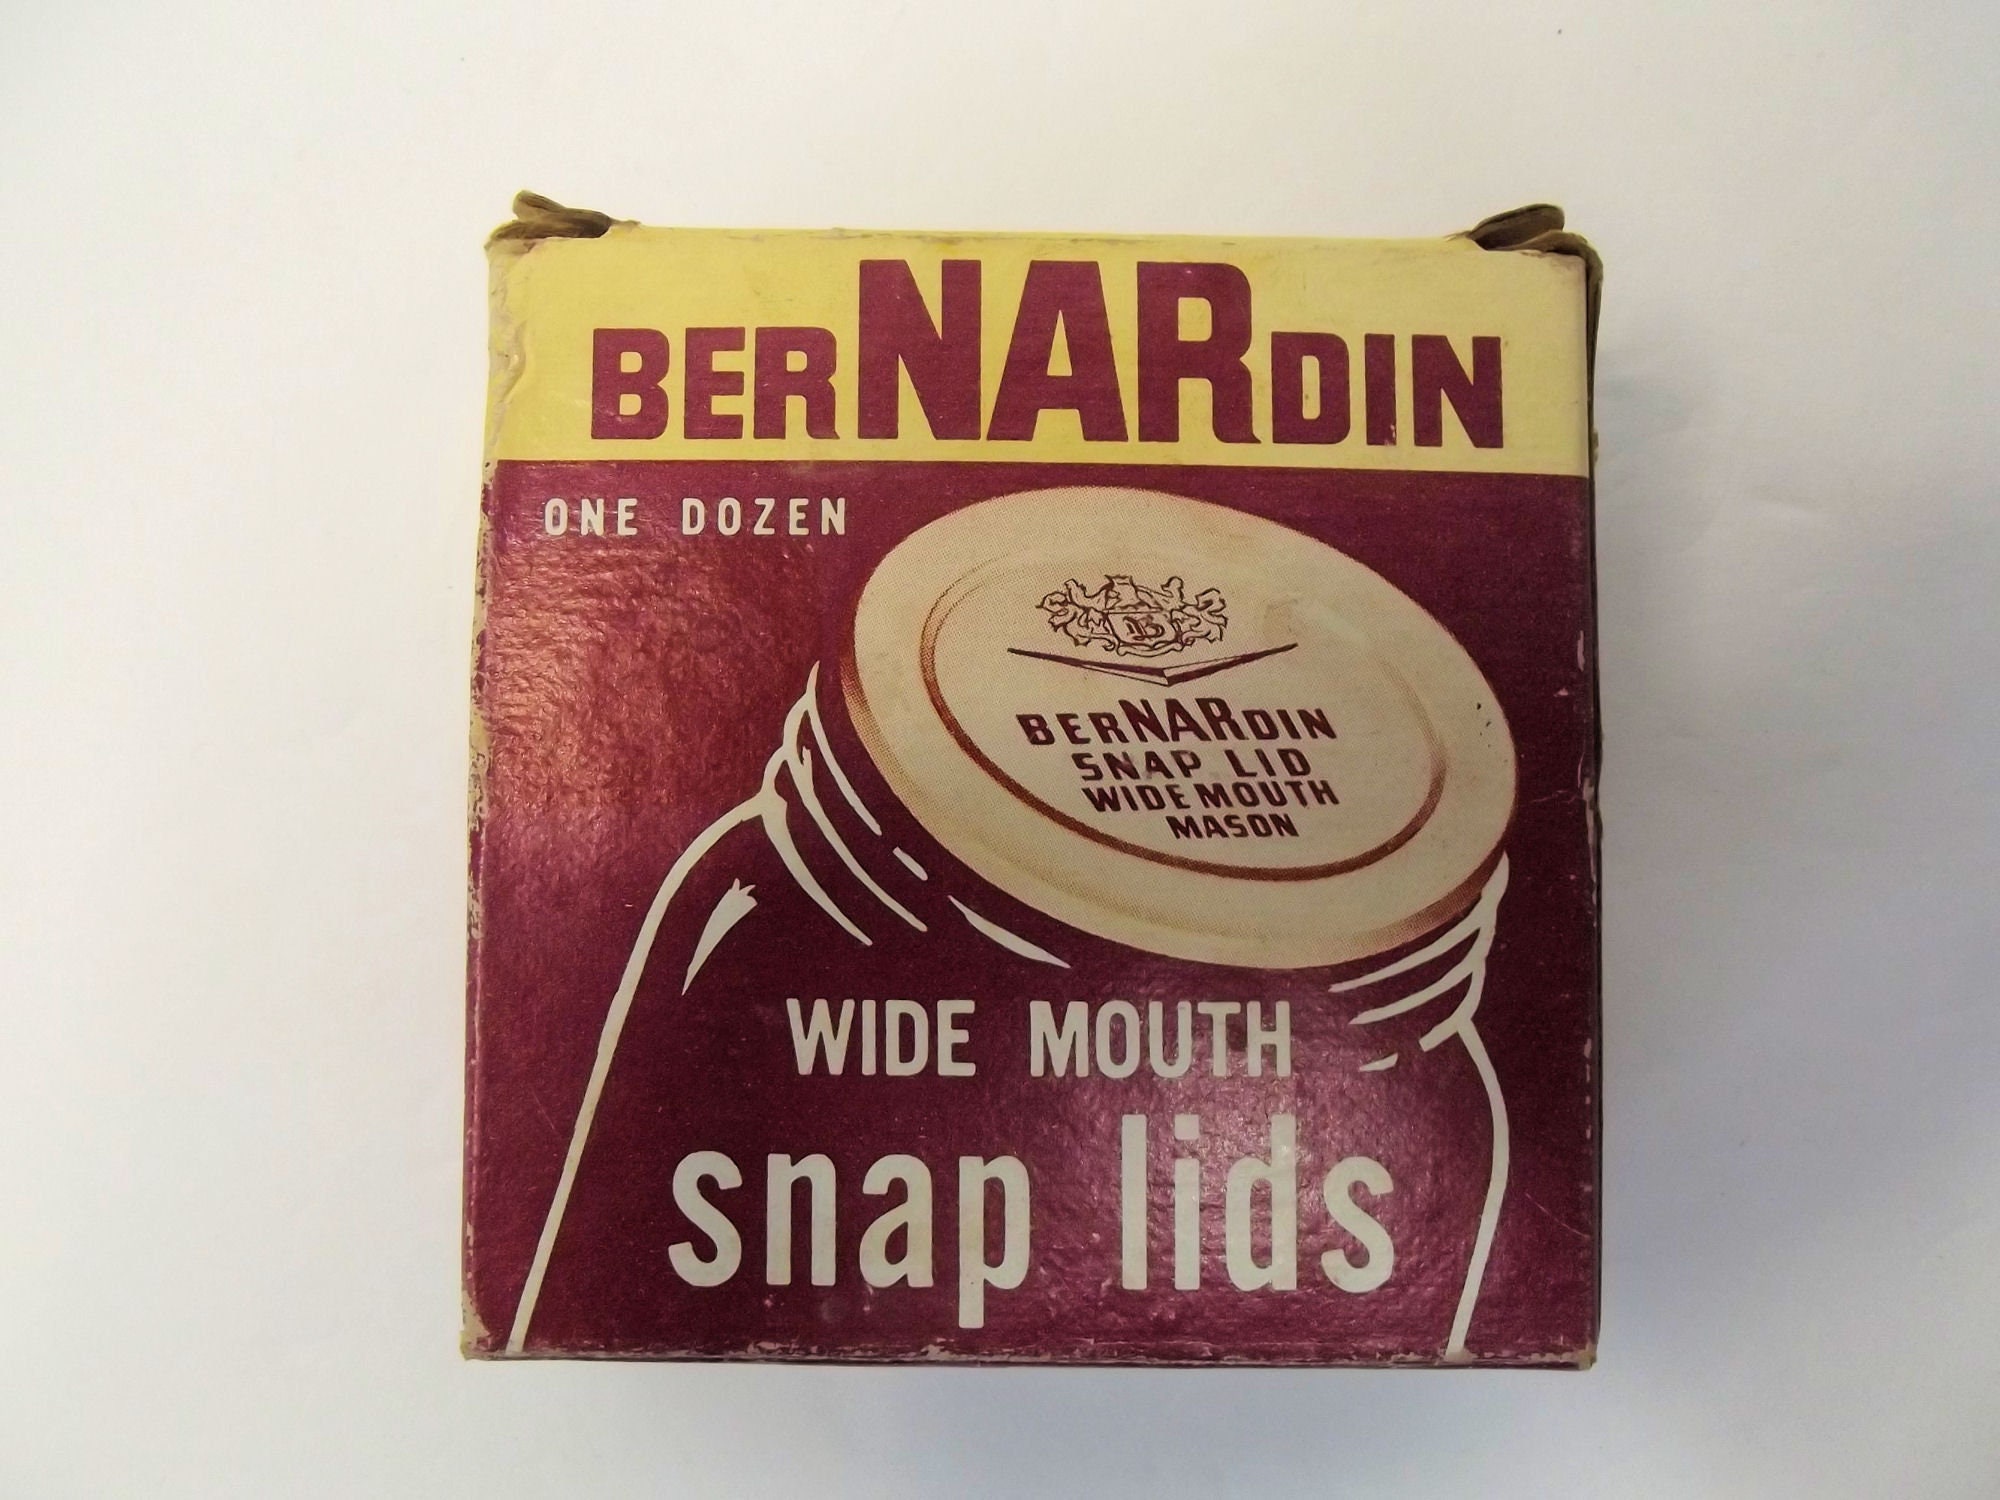 BERNARDIN
ONE DOZEN
B
BERNARDIN
SNAP LID
WIDE MOUTH
MASON
WIDE MOUTH
snap lids